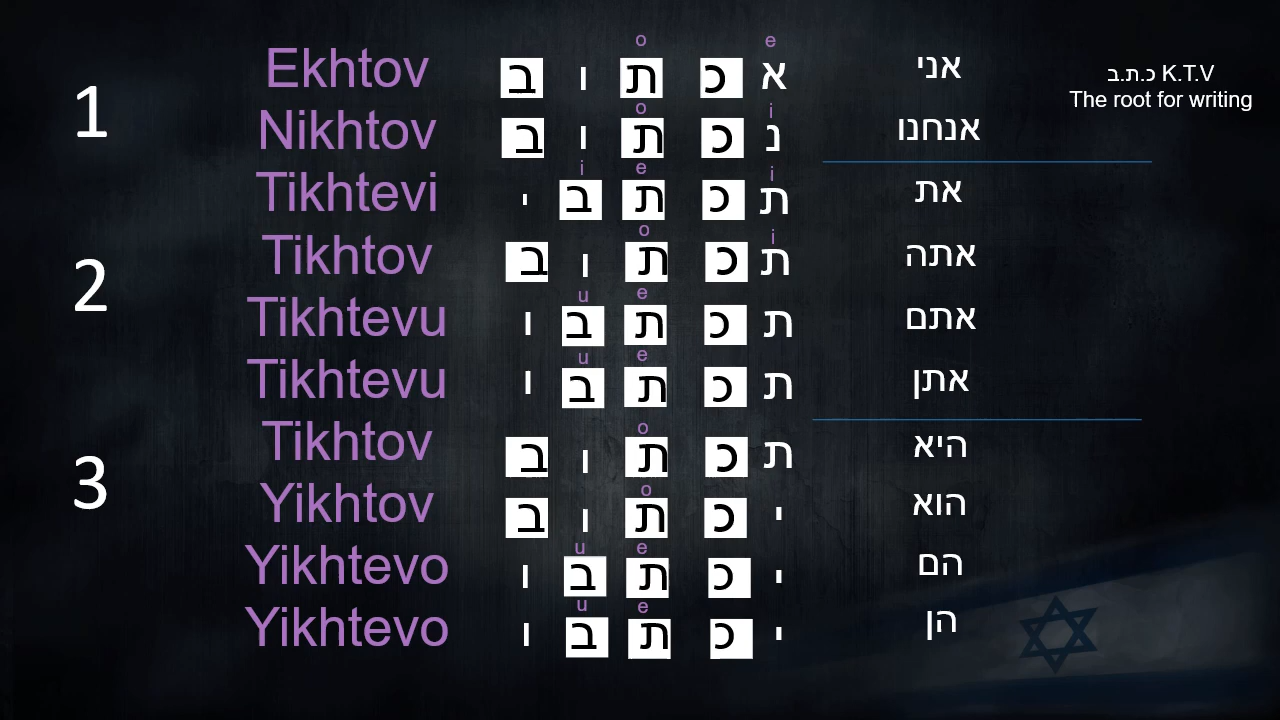 כ.ת.ב K.T.V
The root for writing
1
2
3
o e
Ekhtov א כ ת ו ב אני
o i
Nikhtov נ כ ת ו ב אנחנו
i e i
Tikhtevi ת כ ת ב י את
o i
Tikhtov ת כ ת ו ב אתה
u e
Tikhtevu ת כ ת ב ו אתם
u e
Tikhtevu ת כ ת ב ו אתן
o
Tikhtov ת כ ת ו ב היא
o
Yikhtov י כ ת ו ב הוא
u e
Yikhtevo י כ ת ב ו הם
u e
Yikhtevo י כ ת ב ו הן